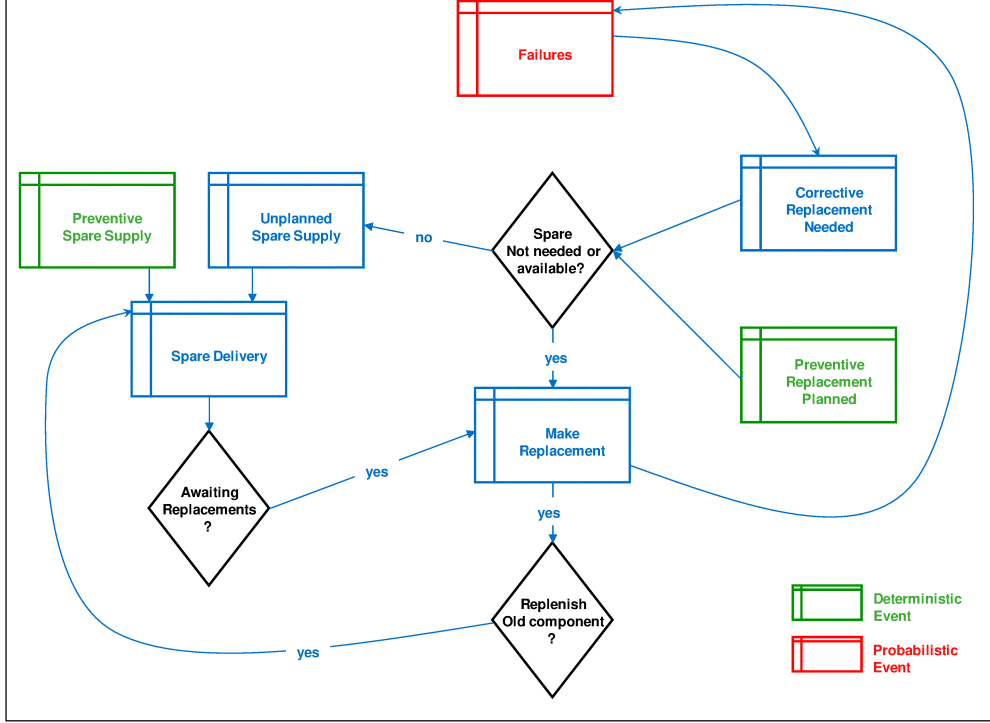 Failures
Corrective
Replacement
Needed
Preventive
Spare Supply
Unplanned
Spare Supply
no
Spare
Not needed or
available?
yes
Spare Delivery
Preventive
Replacement
Planned
Make
Replacement
yes
Awaiting
Replacements
?
yes
Replenish
Old component
?
yes
Deterministic
Event
Probabilistic
Event